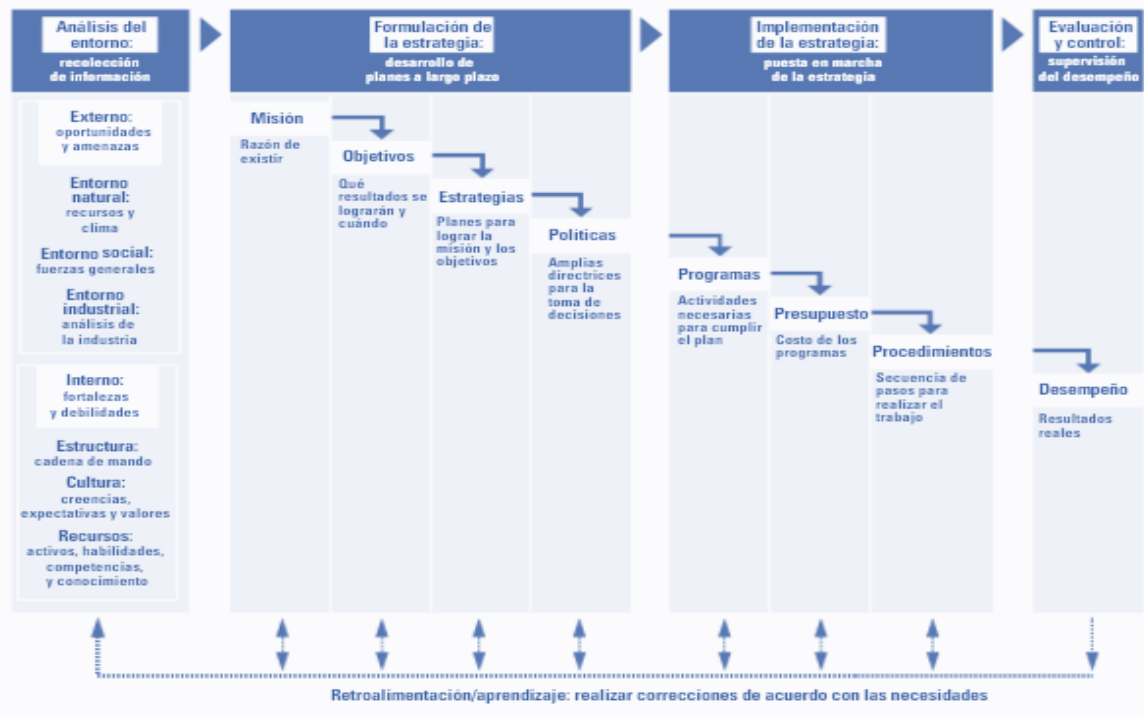 Análisis del
entorno:
recolección
de información
Formulación de
la estrategia:
desarrollo de
planes a largo plazo
Implementación
de la estrategia:
puesta en marcha
de la estrategia
Evaluación
y control:
supervisión
del desempeño
Externo:
oportunidades
y amenazas
Entorno
natural:
recursos y
clima
Entorno social:
fuerzas generales
Entorno
industrial:
análisis de
la industria
Interno:
fortalezas
y debilidades
Estructura:
cadena de mando
Cultura:
creencias,
expectativas y valores
Recursos:
activos, habilidades,
competencias,
y conocimiento
Misión
Razón de
existir
Objetivos
Qué
resultados se
lograrán y
cuándo
Estrategias
Planes para
lograr la
misión y los
objetivos
Políticas
Amplias
directrices
para la
toma de
decisiones
Programas
Actividades
necesarias
para cumplir
el plan
Presupuesto
Costo de los
programas
Procedimientos
Secuencia de
pasos para
realizar el
trabajo
Desempeño
Resultados
reales
Retroalimentación/aprendizaje: realizar correcciones de acuerdo con las necesidades